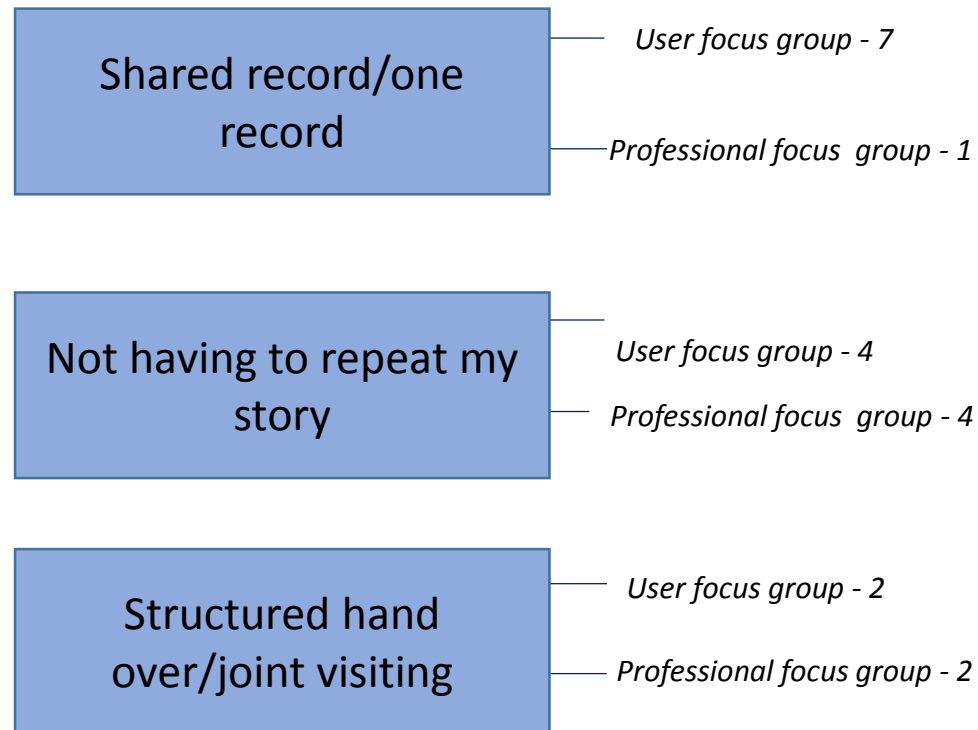 Shared record/one
record
User focus group - 7
Professional focus  group - 1
Not having to repeat my
story
User focus group - 4
Professional focus  group - 4
Structured hand
over/joint visiting
User focus group - 2
Professional focus group - 2